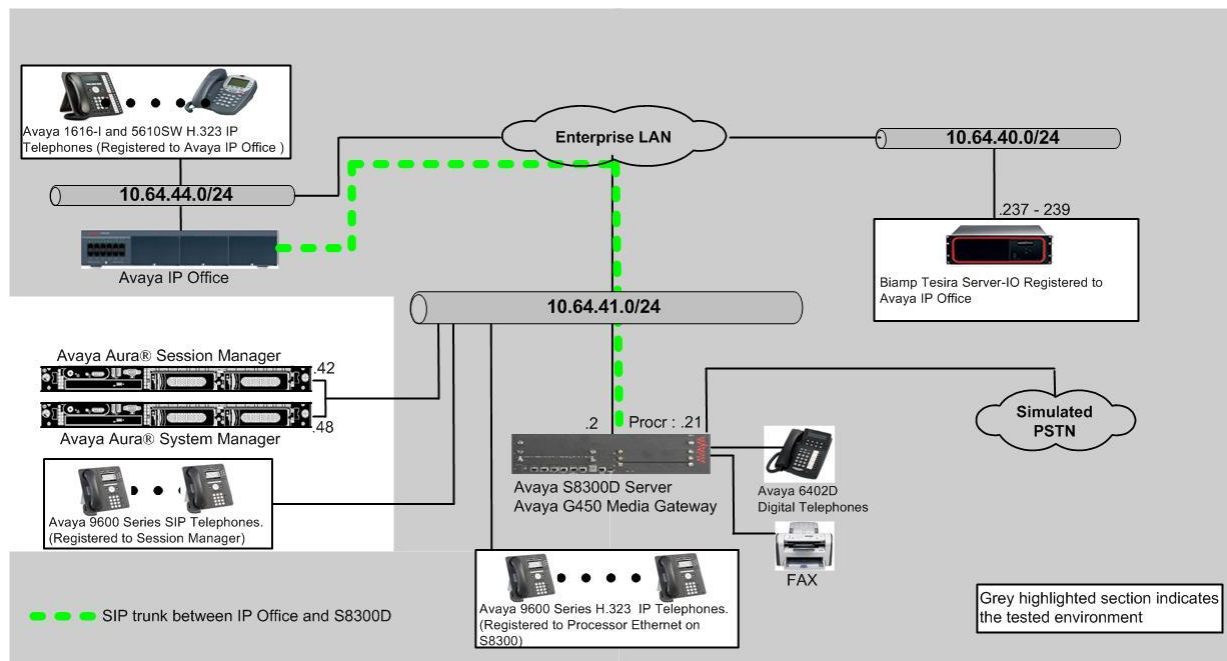 Avaya 1616-I and 5610SW H.323 IP
Telephones (Registered to Avaya IP Office )
10.64.44.0/24
Avaya IP Office
Enterprise LAN
10.64.40.0/24
.237 - 239
Biamp Tesira Server-IO Registered to
Avaya IP Office
10.64.41.0/24
Avaya Aura® Session Manager
.42
.48
Avaya Aura® System Manager
Avaya 9600 Series SIP Telephones.
(Registered to Session Manager)
.2
Procr : .21
Avaya S8300D Server
Avaya G450 Media Gateway
Simulated
PSTN
Avaya 6402D
Digital Telephones
FAX
Avaya 9600 Series H.323  IP Telephones.
(Registered to Processor Ethernet on
S8300)
SIP trunk between IP Office and S8300D
Grey highlighted section indicates
the tested environment